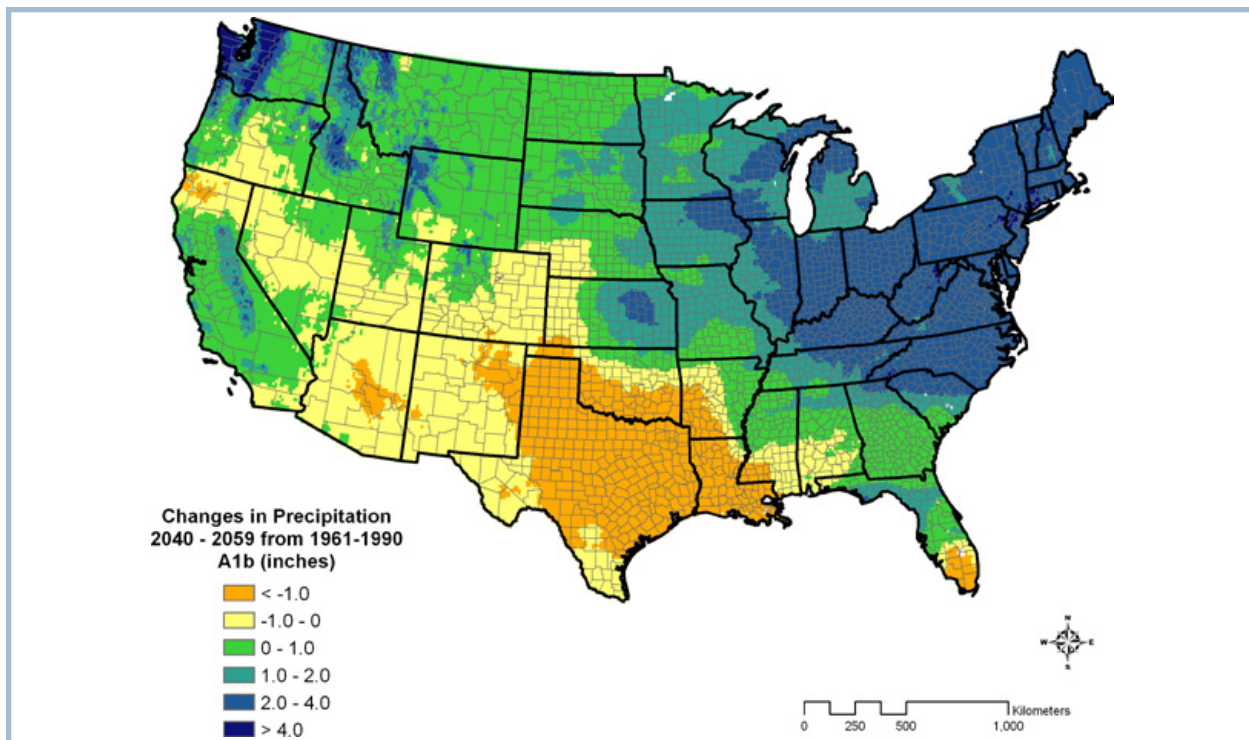 Changes in Precipitation
2040 - 2059 from 1961-1990
A1b (inches)
< -1.0
-1.0 - 0
0 - 1.0
1.0 - 2.0
2.0 - 4.0
> 4.0
N
W E
S
Kilometers
0 250 500 1,000